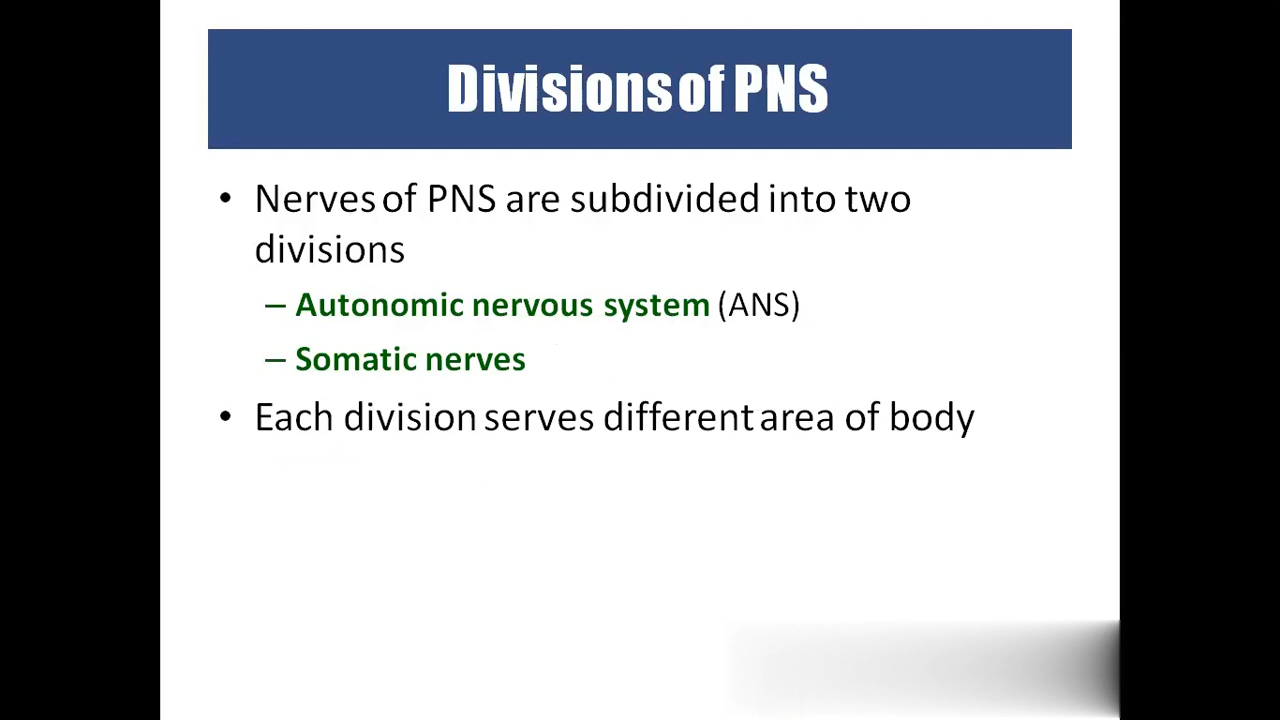 Divisions of PNS
• Nerves of PNS are subdivided into two
divisions
– Autonomic nervous system (ANS)
– Somatic nerves
• Each division serves different area of body